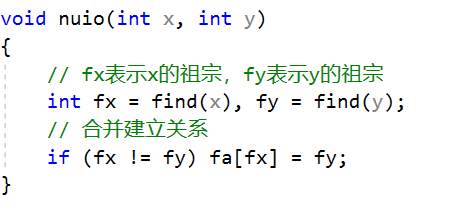 void nuio(int x, int y)
{
// fx表示x的祖宗，fy表示y的祖宗
int fx = find(x), fy = find(y);
// 合并建立关系
if (fx != fy) fa[fx] = fy;
}